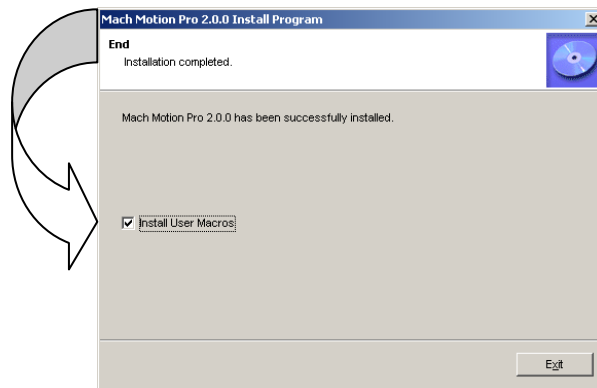 Mach Motion Pro 2.0.0 Install Program
End
Installation completed.
Mach Motion Pro 2.0.0 has been successfully installed.
Install User Macros
Exit